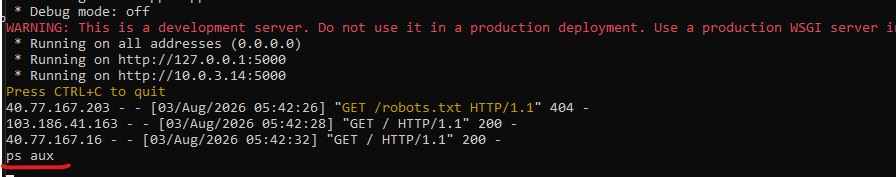 * Debug mode: off
WARNING: This is a development server. Do not use it in a production deployment. Use a production WSGI server
* Running on all addresses (0.0.0.0)
* Running on http://127.0.0.1:5000
* Running on http://10.0.3.14:5000
Press CTRL+C to quit
40.77.167.203 - - [03/Aug/2026 05:42:26] "GET /robots.txt HTTP/1.1" 404 -
103.186.41.163 - - [03/Aug/2026 05:42:28] "GET / HTTP/1.1" 200 -
40.77.167.16 - - [03/Aug/2026 05:42:32] "GET / HTTP/1.1" 200 -
ps aux